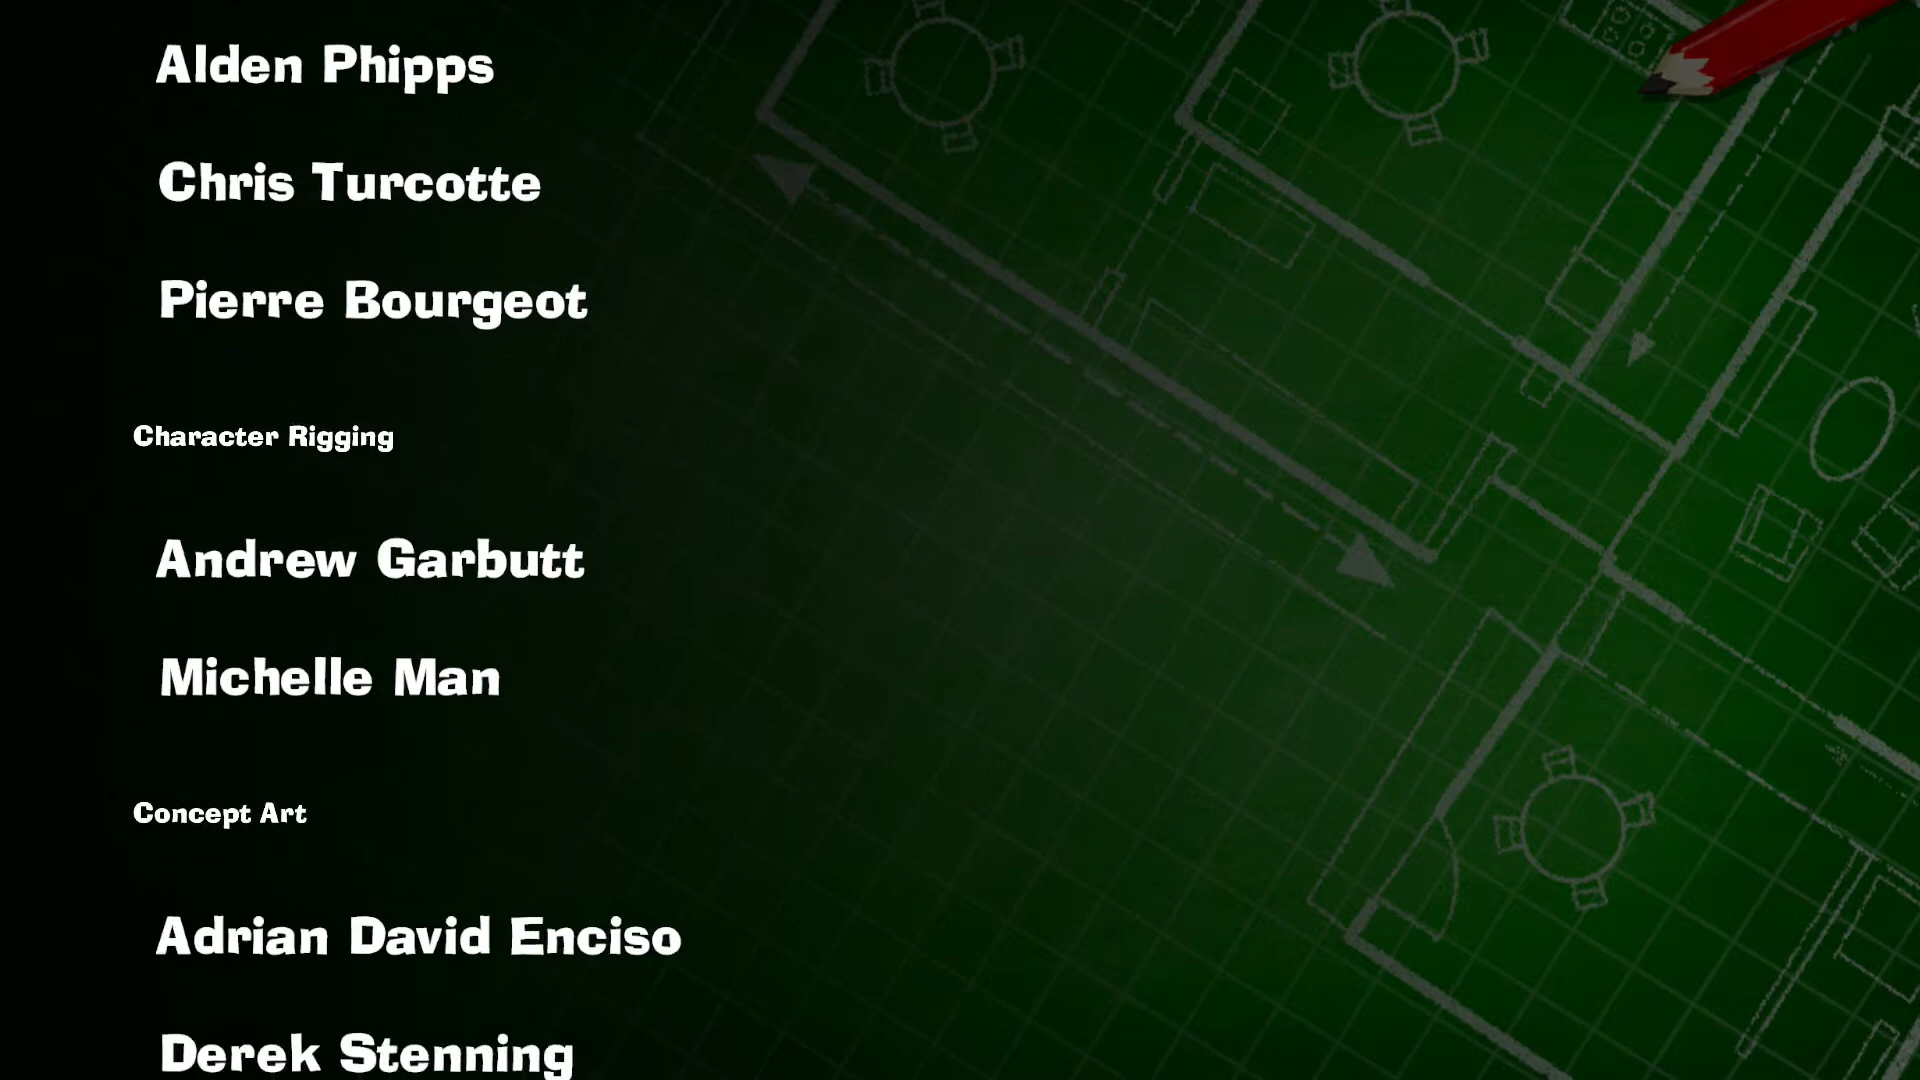 Alden Phipps
Chris Turcotte
Pierre Bourgeot
Character Rigging
Andrew Garbutt
Michelle Man
Concept Art
Adrian David Enciso
Derek Stenning